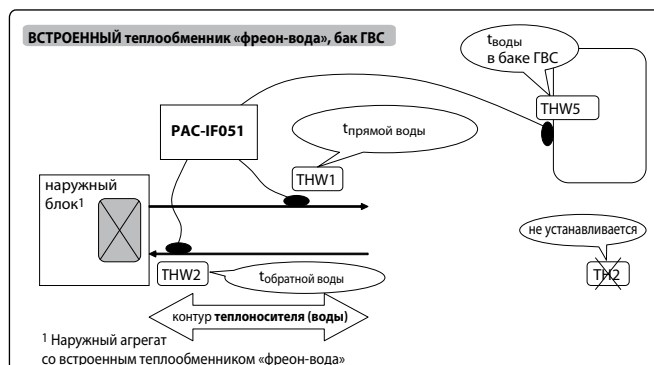 ВСТРОЕННЫЙ теплообменник «фреон-вода», бак ГВС
tводы
в баке ГВС
THW5
PAC-IF051
tпрямой воды
THW1
наружный
блок1
не устанавливается
TH2
THW2
tобратной воды
контур теплоносителя (воды)
1 Наружный агрегат
со встроенным теплообменником «фреон-вода»